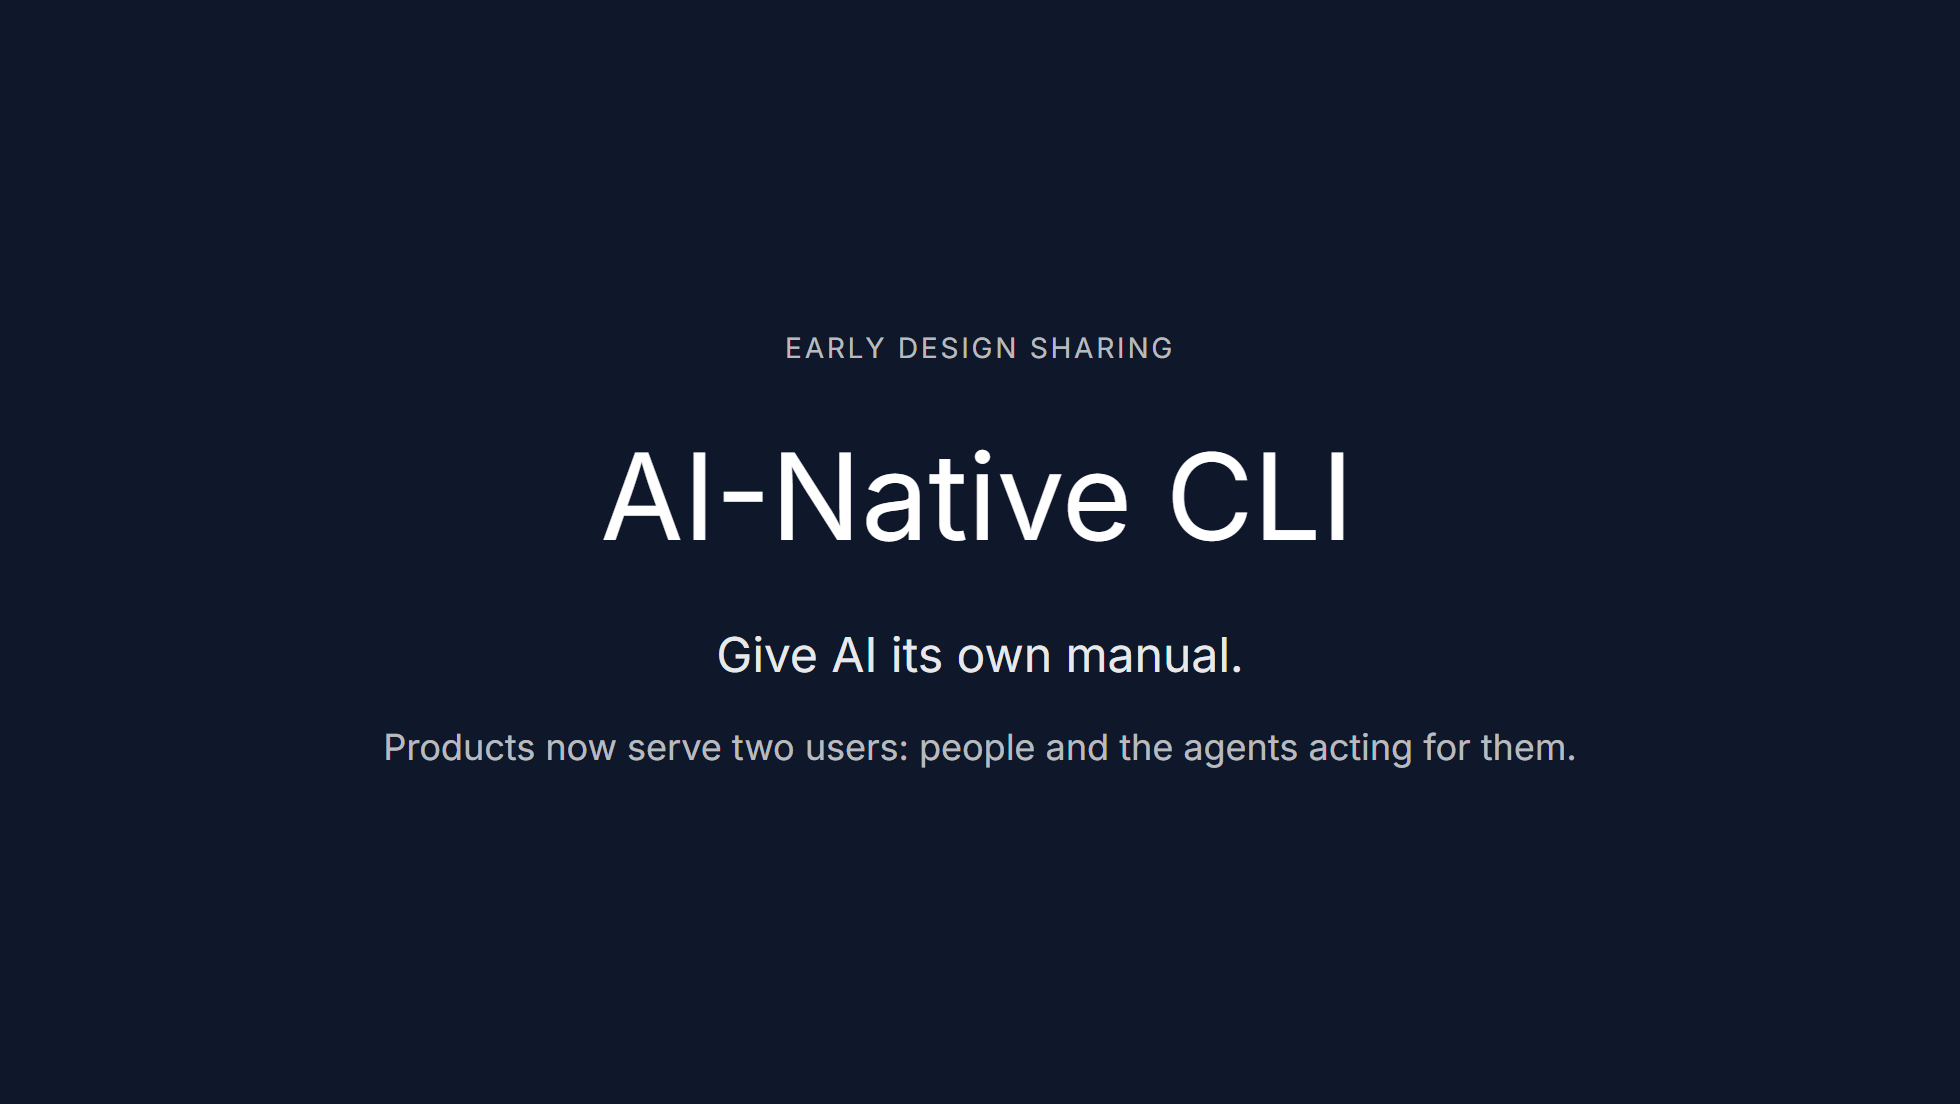 EARLY DESIGN SHARING
AI-Native CLI
Give AI its own manual.
Products now serve two users: people and the agents acting for them.